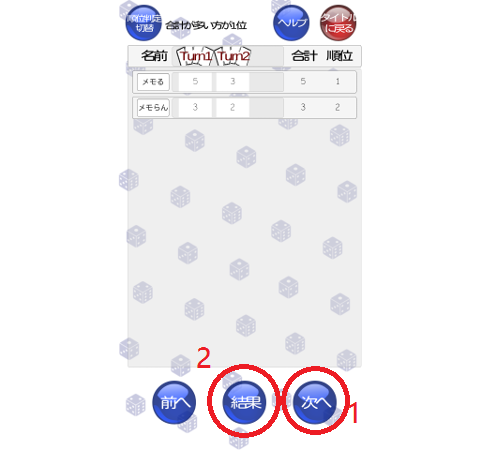 順位判定
切替
合計が多い方が1位
ヘルプ
タイトル
に戻る
名前 Turn1 Turn2 合計 順位
メモる 5 3 5 1
メモらん 3 2 3 2
2
前へ 結果 次へ
1